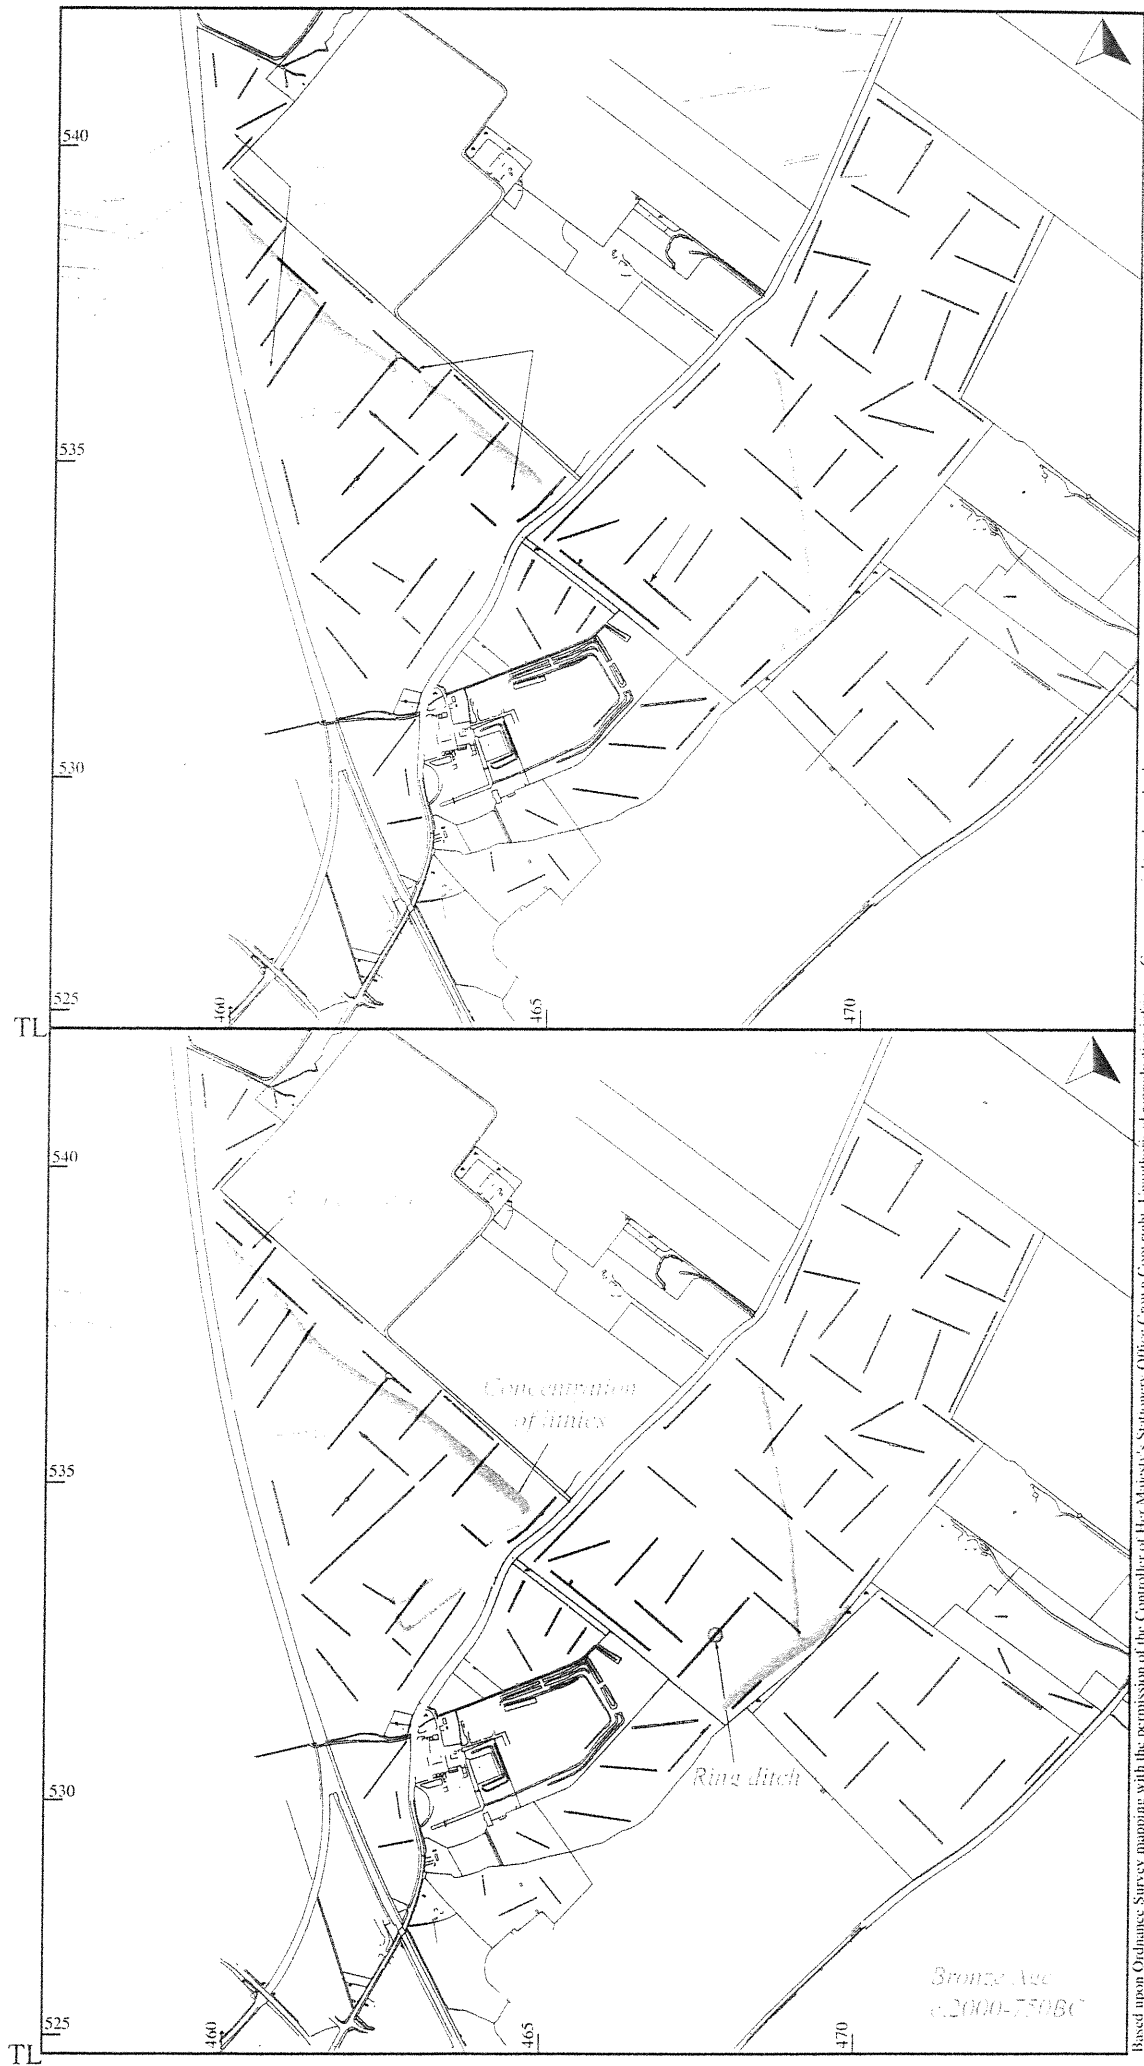 540
535
530
525
TL
460
465
470
540
Concentration
of lithics
535
530
Ring ditch
Bronze Age
c.2000-750BC
525
TL
460
465
470
Based upon Ordnance Survey mapping with the permission of the Controller of Her Majesty's Stationery Office Crown Copyright.